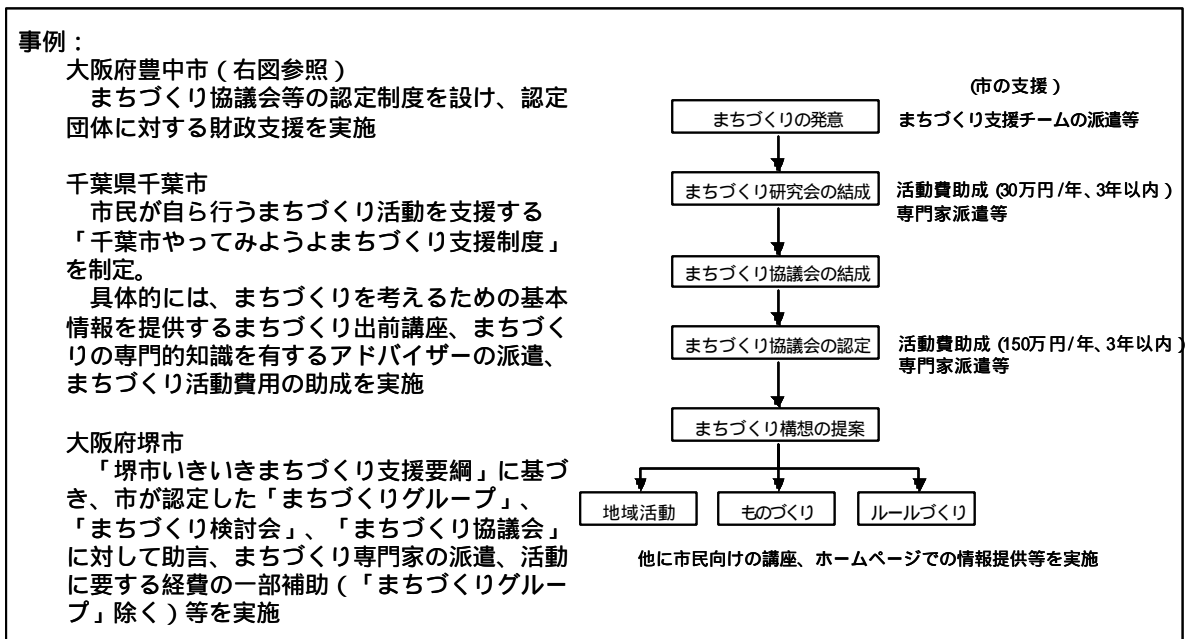 事例：
大阪府豊中市（右図参照）
まちづくり協議会等の認定制度を設け、認定
団体に対する財政支援を実施
千葉県千葉市
市民が自ら行うまちづくり活動を支援する
「千葉市やってみようよまちづくり支援制度」
を制定。
具体的には、まちづくりを考えるための基本
情報を提供するまちづくり出前講座、まちづく
りの専門的知識を有するアドバイザーの派遣、
まちづくり活動費用の助成を実施
大阪府堺市
「堺市いきいきまちづくり支援要綱」に基づ
き、市が認定した「まちづくりグループ」、
「まちづくり検討会」、「まちづくり協議会」
に対して助言、まちづくり専門家の派遣、活動
に要する経費の一部補助（「まちづくりグルー
プ」除く）等を実施
（市の支援）
まちづくりの発意
まちづくり支援チームの派遣等
まちづくり研究会の結成
活動費助成（30万円/年、3年以内）
専門家派遣等
まちづくり協議会の結成
まちづくり協議会の認定
活動費助成（150万円/年、3年以内）
専門家派遣等
まちづくり構想の提案
地域活動
ものづくり
ルールづくり
他に市民向けの講座、ホームページでの情報提供等を実施